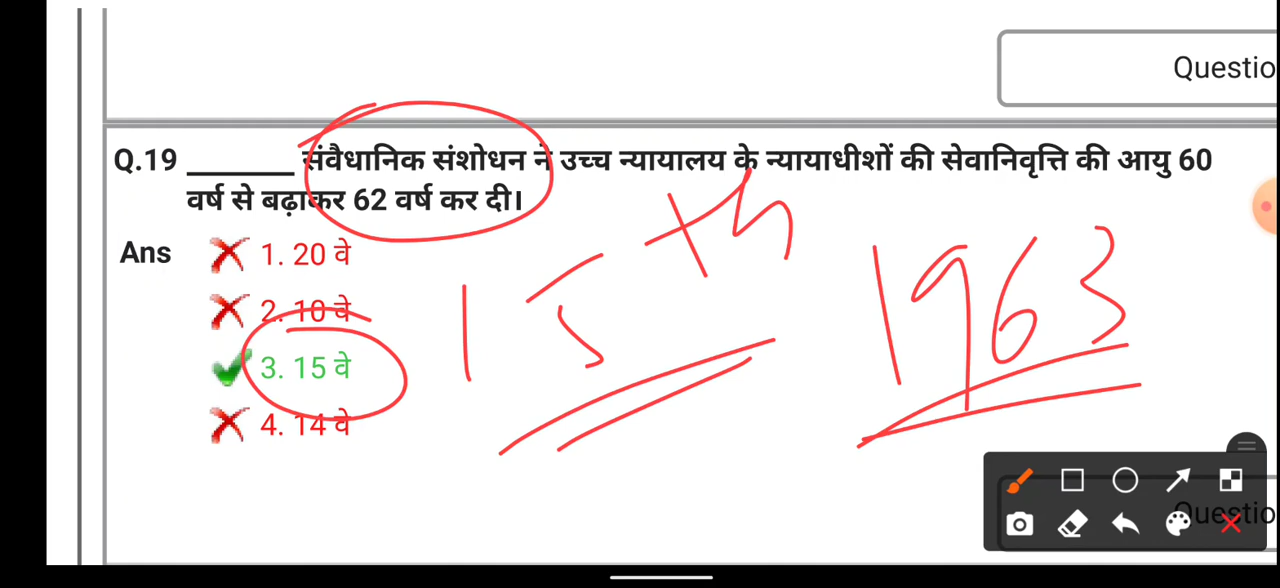 Questio
Q.19 ______ संवैधानिक संशोधन ने उच्च न्यायालय के न्यायाधीशों की सेवानिवृत्ति की आयु 60
वर्ष से बढ़ाकर 62 वर्ष कर दी।
Ans 1. 20 वे
2. 10 वे
3. 15 वे
4. 14 वे
15th
1963
Questio